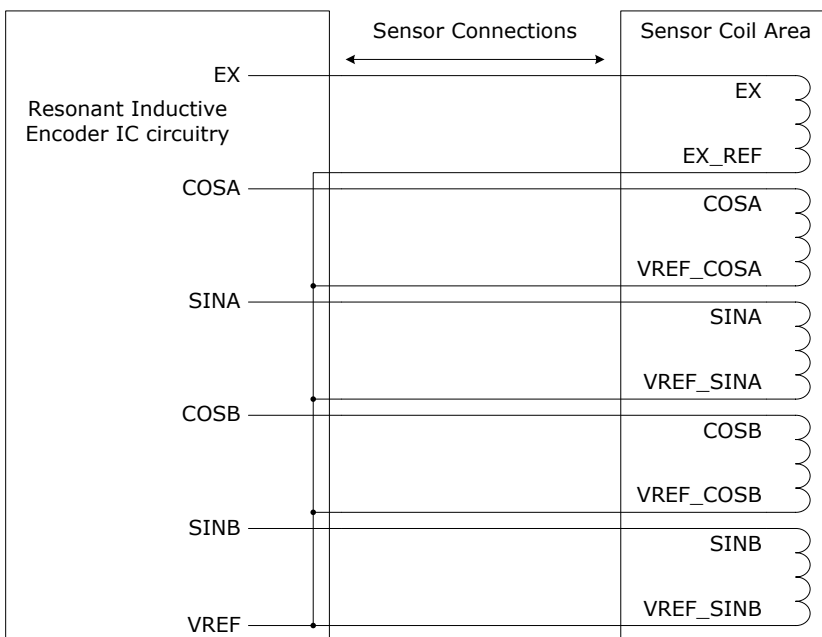 Sensor Connections
Sensor Coil Area
EX
EX
Resonant Inductive
Encoder IC circuitry
EX_REF
COSA
COSA
VREF_COSA
SINA
SINA
VREF_SINA
COSB
COSB
VREF_COSB
SINB
SINB
VREF_SINB
VREF